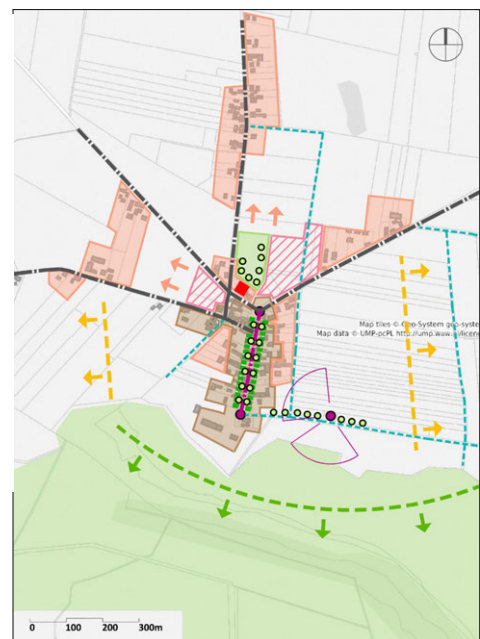 Map tiles © Geo-System geo-syste
Map data © UMP-pcPL http://ump.waw.pl/licen
0 100 200 300m